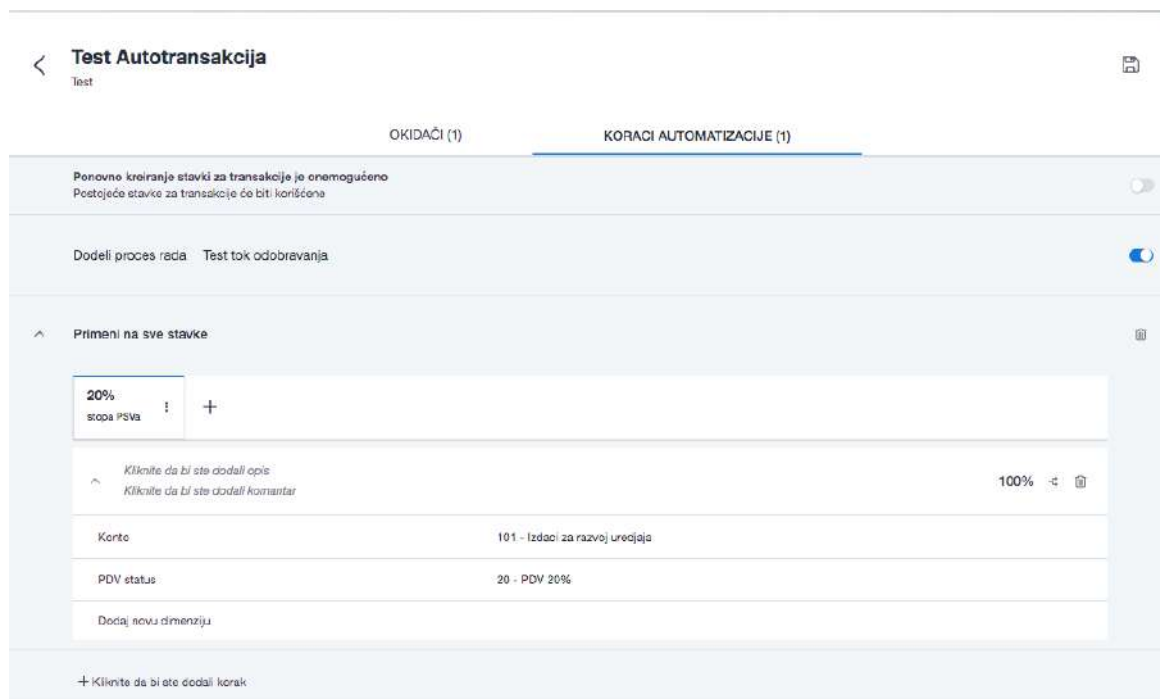 Test Autotransakcija
Test
OKIDAČI (1)
KORACI AUTOMATIZACIJE (1)
Ponovno kreiranje stavki za transakcije je onemogućeno
Postojeće stavke za transakcije će biti korišćene
Dodeli proces rada Test tok odobravanja
Primeni na sve stavke
20%
stopa PSVa
Kliknite da bi ste dodali opis
Kliknite da bi ste dodali komantar
100%
Konto 101 - Izdaci za razvoj uredjaja
PDV status 20 - PDV 20%
Dodaj novu dimenziju
+ Kliknite da bi ste dodali korak